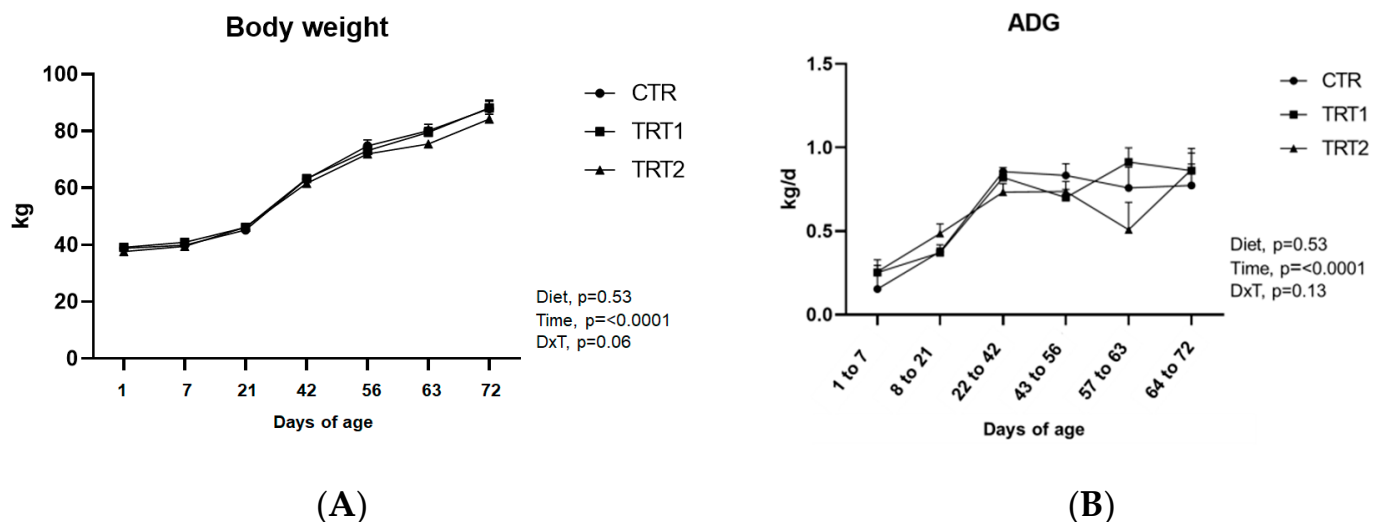 Body weight
kg
100
80
60
40
20
0
1 7 21 42 56 63 72
Days of age
CTR
TRT1
TRT2
Diet, p=0.53
Time, p=<0.0001
DxT, p=0.06
(A)
ADG
kg/d
1.5
1.0
0.5
0.0
1 to 7
8 to 21
22 to 42
43 to 56
57 to 63
64 to 72
Days of age
CTR
TRT1
TRT2
Diet, p=0.53
Time, p=<0.0001
DxT, p=0.13
(B)